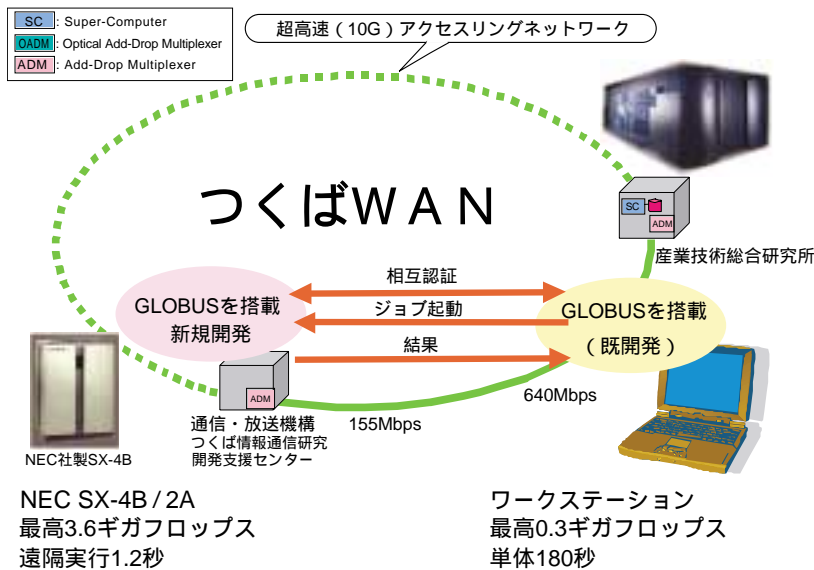 SC : Super-Computer
OADM : Optical Add-Drop Multiplexer
ADM : Add-Drop Multiplexer
超高速（10G）アクセスリングネットワーク
つくばＷＡＮ
SC
ADM
産業技術総合研究所
相互認証
GLOBUSを搭載
新規開発
ジョブ起動
GLOBUSを搭載
（既開発）
結果
ADM
640Mbps
155Mbps
通信・放送機構
つくば情報通信研究
開発支援センター
NEC社製SX-4B
NEC SX-4B / 2A
最高3.6ギガフロップス
遠隔実行1.2秒
ワークステーション
最高0.3ギガフロップス
単体180秒